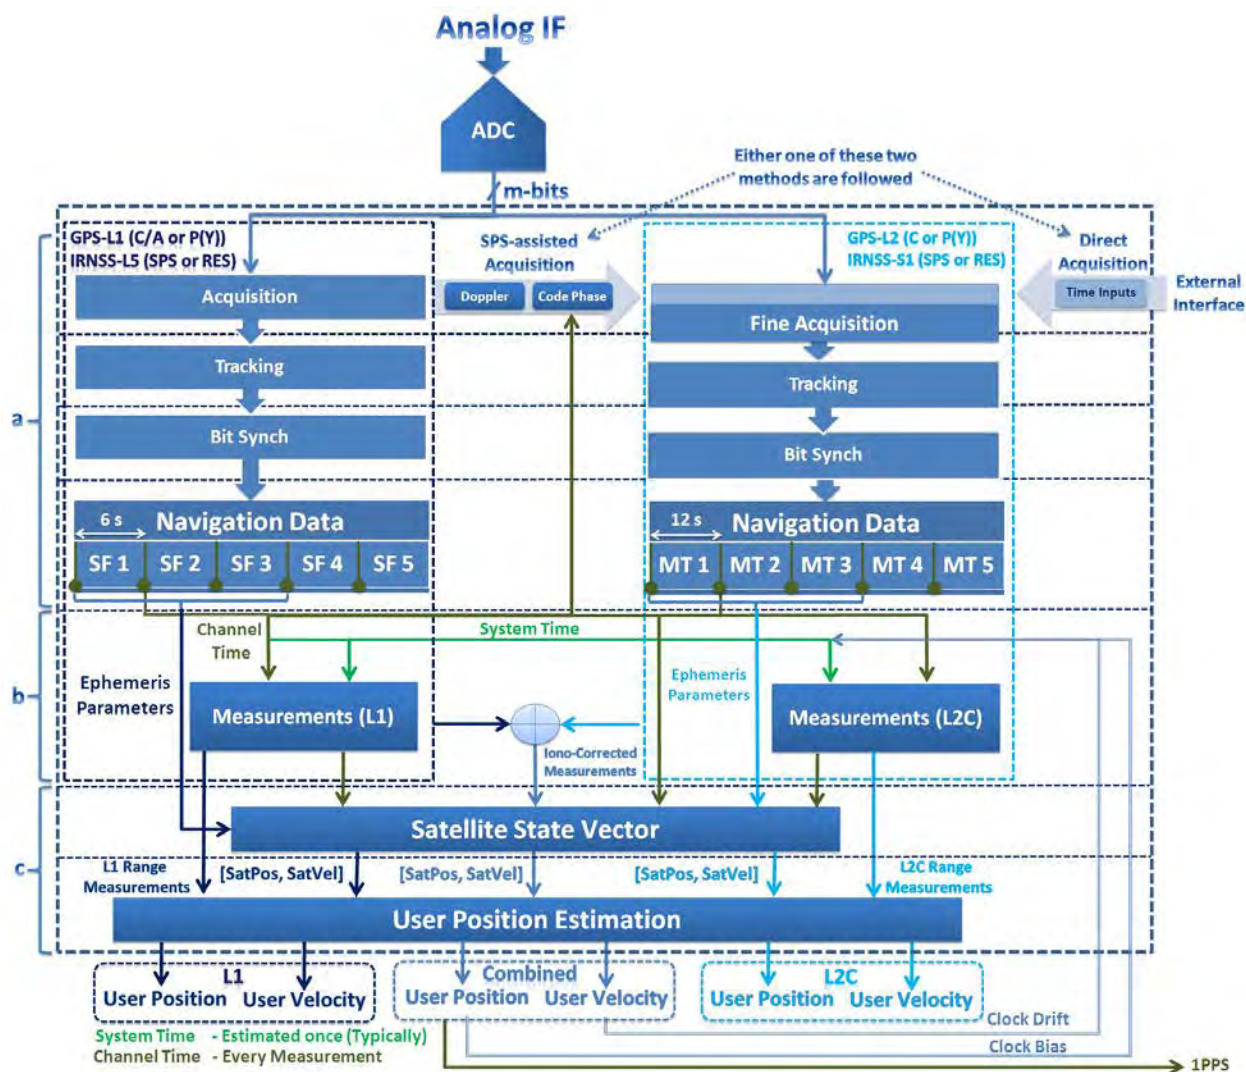 Analog IF
ADC
m-bits
Either one of these two
methods are followed
GPS-L1 (C/A or P(Y))
IRNSS-L5 (SPS or RES)
SPS-assisted
Acquisition
GPS-L2 (C or P(Y))
IRNSS-S1 (SPS or RES)
Direct
Acquisition
External
Interface
Acquisition
Doppler
Code Phase
Time Inputs
Fine Acquisition
Tracking
Tracking
a
Bit Synch
Bit Synch
6 s
Navigation Data
12 s
Navigation Data
SF 1
SF 2
SF 3
SF 4
SF 5
MT 1
MT 2
MT 3
MT 4
MT 5
Channel
Time
System Time
b
Ephemeris
Parameters
Ephemeris
Parameters
Measurements (L1)
Measurements (L2C)
Iono-Corrected
Measurements
Satellite State Vector
c
L1 Range
Measurements
[SatPos, SatVel]
[SatPos, SatVel]
[SatPos, SatVel]
L2C Range
Measurements
User Position Estimation
L1
User Position
User Velocity
Combined
User Position
User Velocity
L2C
User Position
User Velocity
System Time - Estimated once (Typically)
Channel Time - Every Measurement
Clock Drift
Clock Bias
1PPS